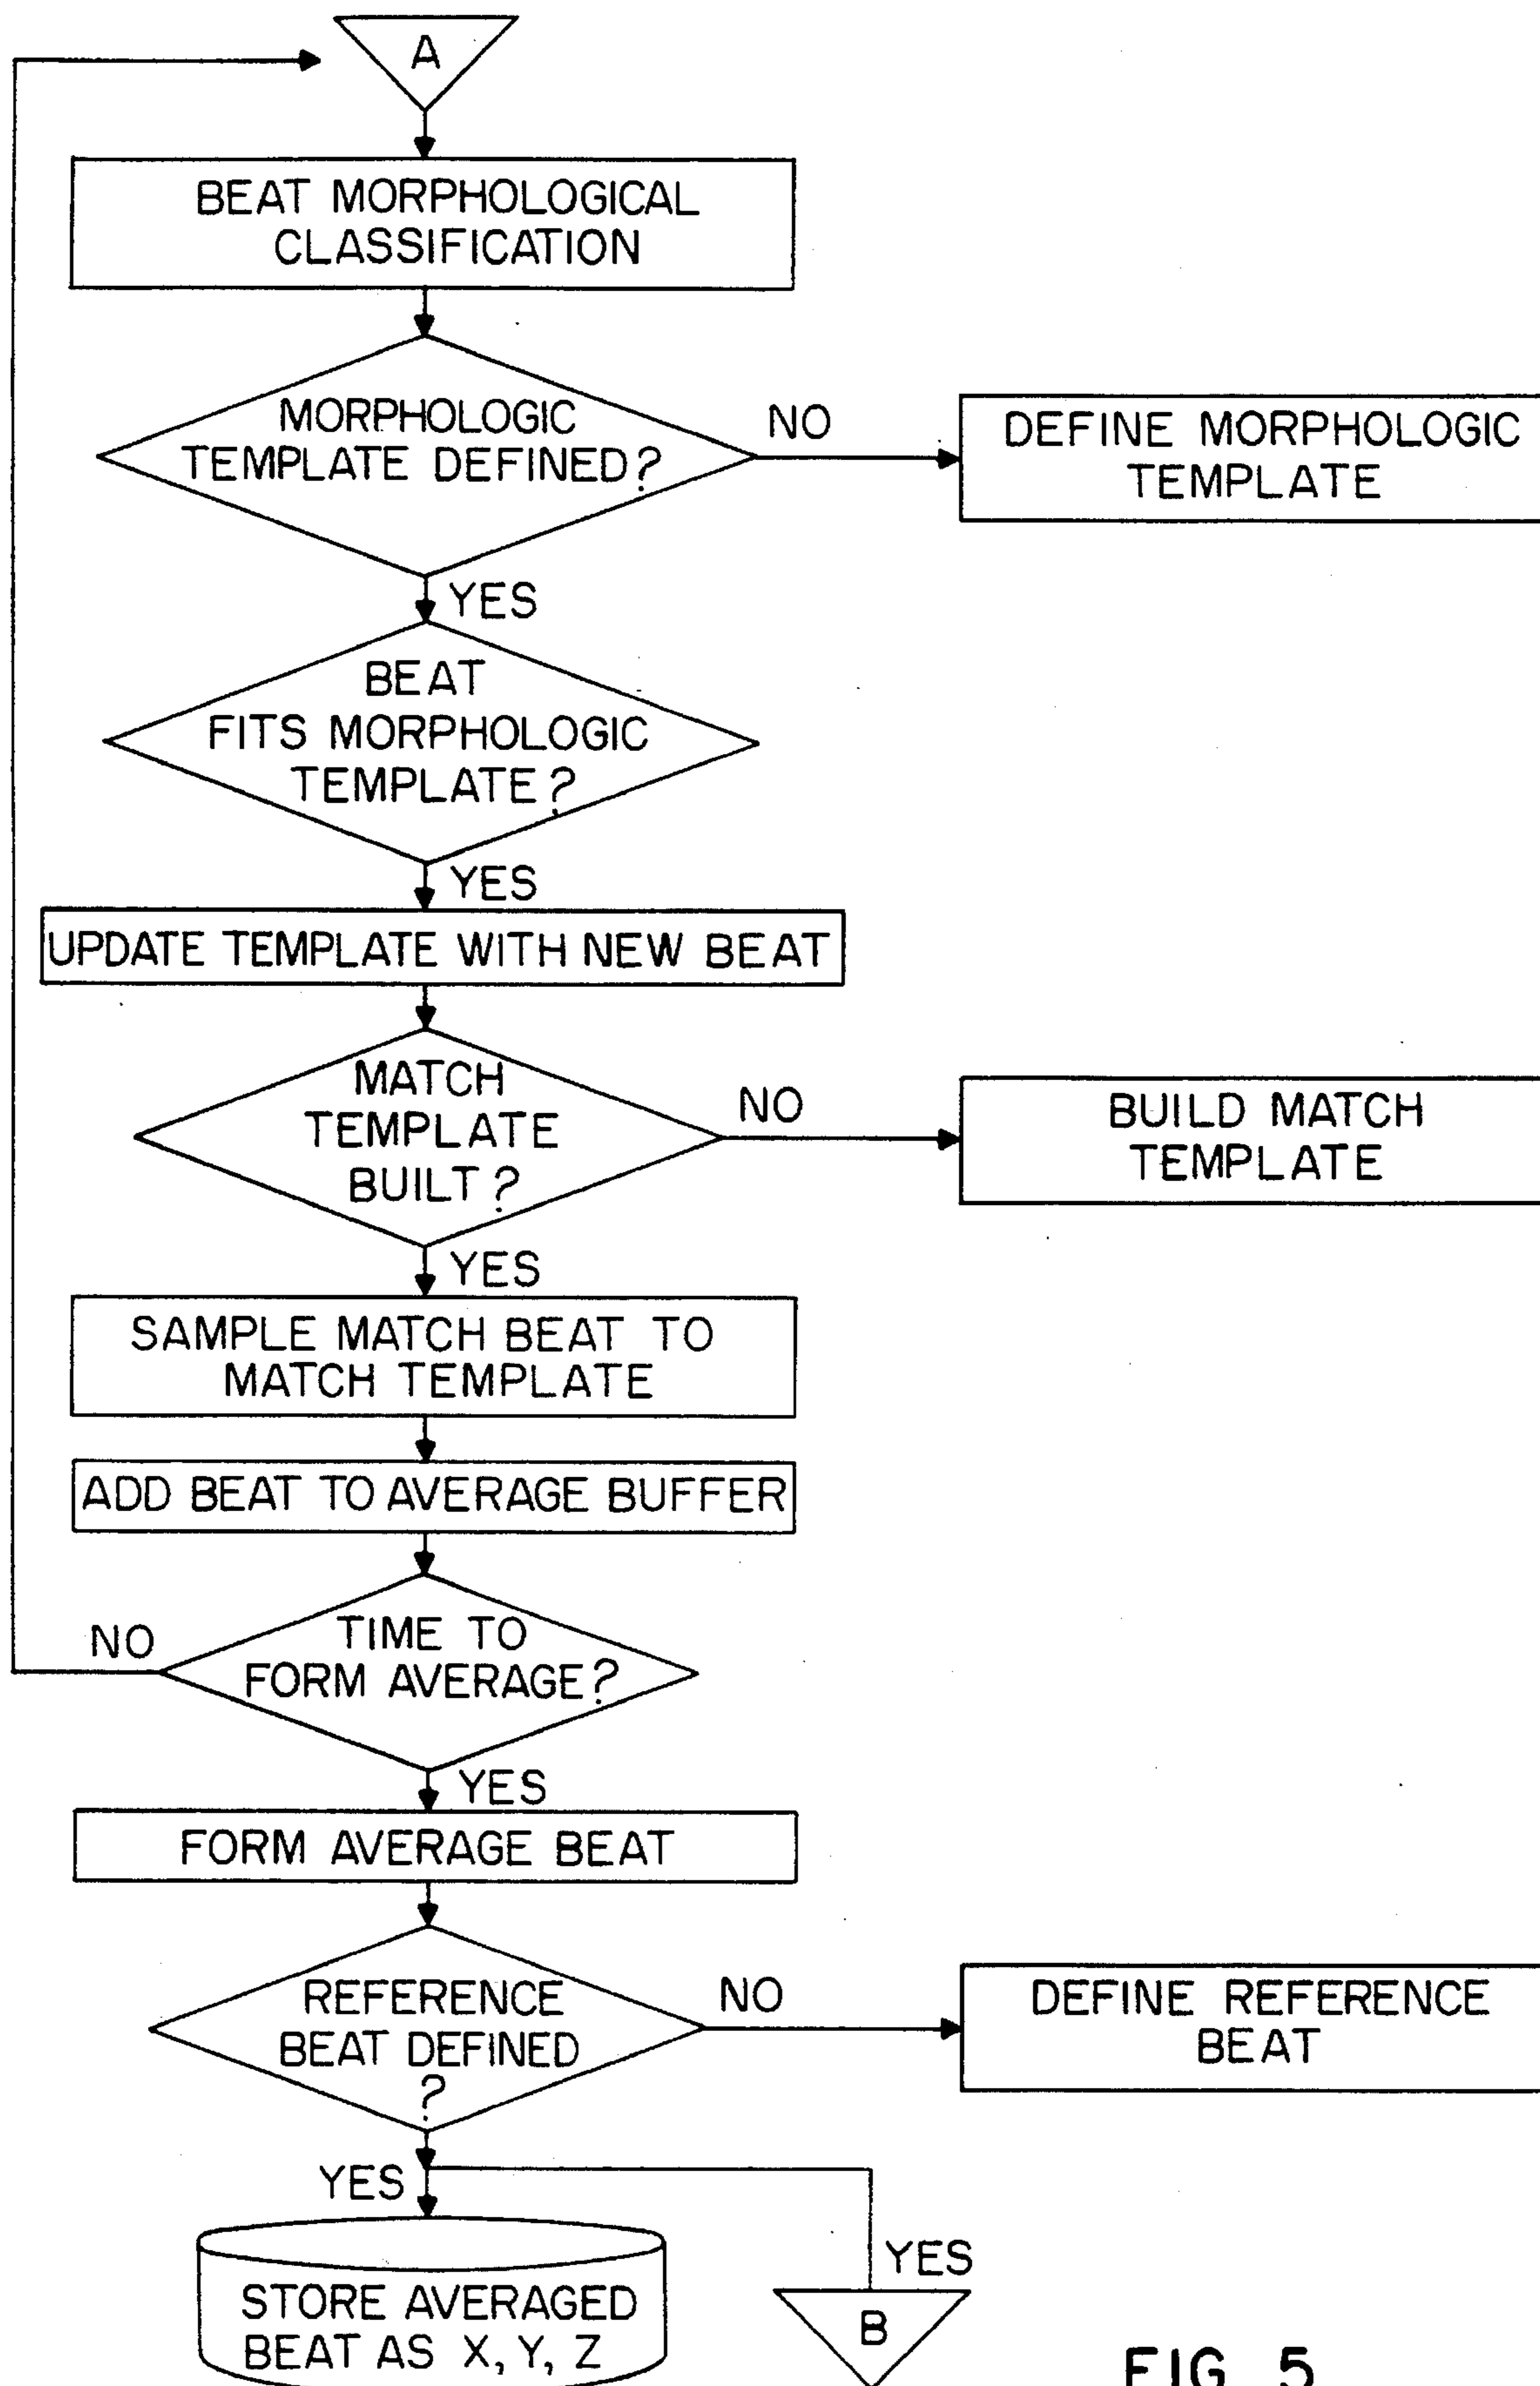 A
BEAT MORPHOLOGICAL
CLASSIFICATION
MORPHOLOGIC
TEMPLATE DEFINED?
NO
DEFINE MORPHOLOGIC
TEMPLATE
YES
BEAT
FITS MORPHOLOGIC
TEMPLATE?
YES
UPDATE TEMPLATE WITH NEW BEAT
MATCH
TEMPLATE
BUILT?
NO
BUILD MATCH
TEMPLATE
YES
SAMPLE MATCH BEAT TO
MATCH TEMPLATE
ADD BEAT TO AVERAGE BUFFER
TIME TO
FORM AVERAGE?
NO
YES
FORM AVERAGE BEAT
REFERENCE
BEAT DEFINED
?
NO
DEFINE REFERENCE
BEAT
YES
STORE AVERAGED
BEAT AS X, Y, Z
YES
B
FIG. 5